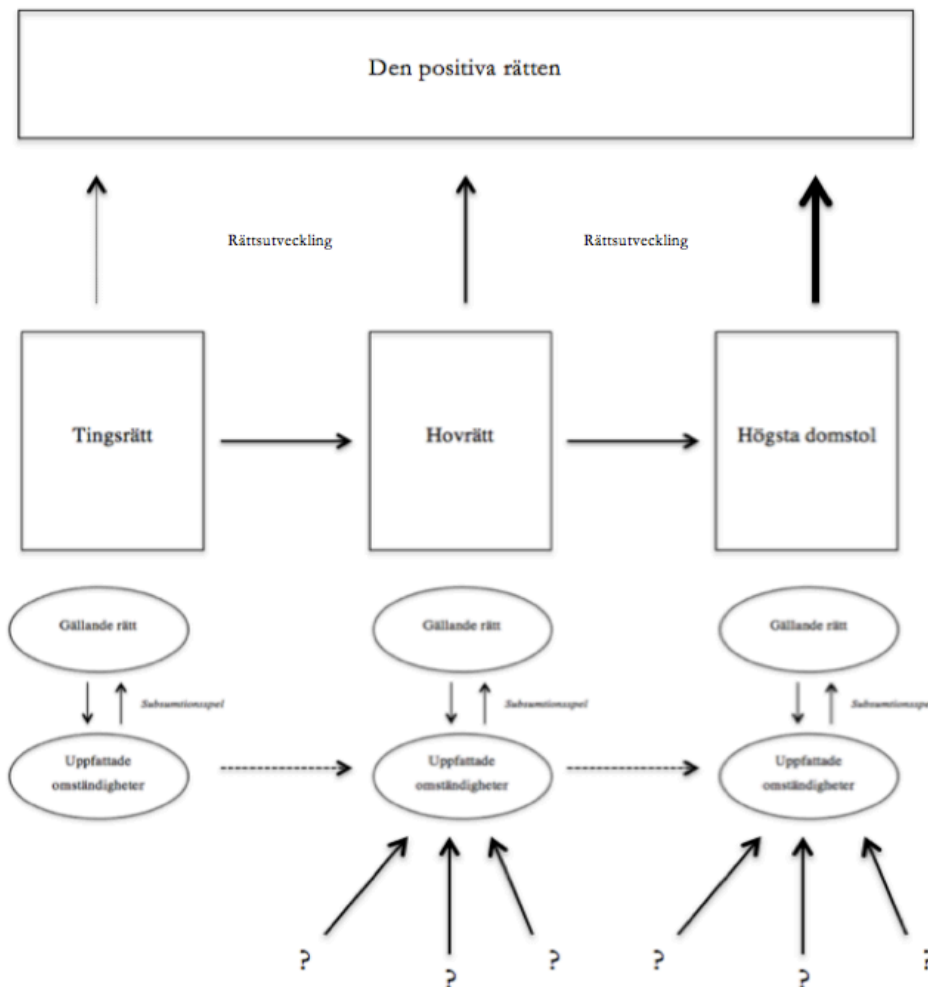 Den positiva rätten
Rättsutveckling
Rättsutveckling
Tingsrätt
Hovrätt
Högsta domstol
Gällande rätt
Gällande rätt
Gällande rätt
Subsumtionsspel
Subsumtionsspel
Subsumtionsspel
Uppfattade
omständigheter
Uppfattade
omständigheter
Uppfattade
omständigheter
?
?
?
?
?
?